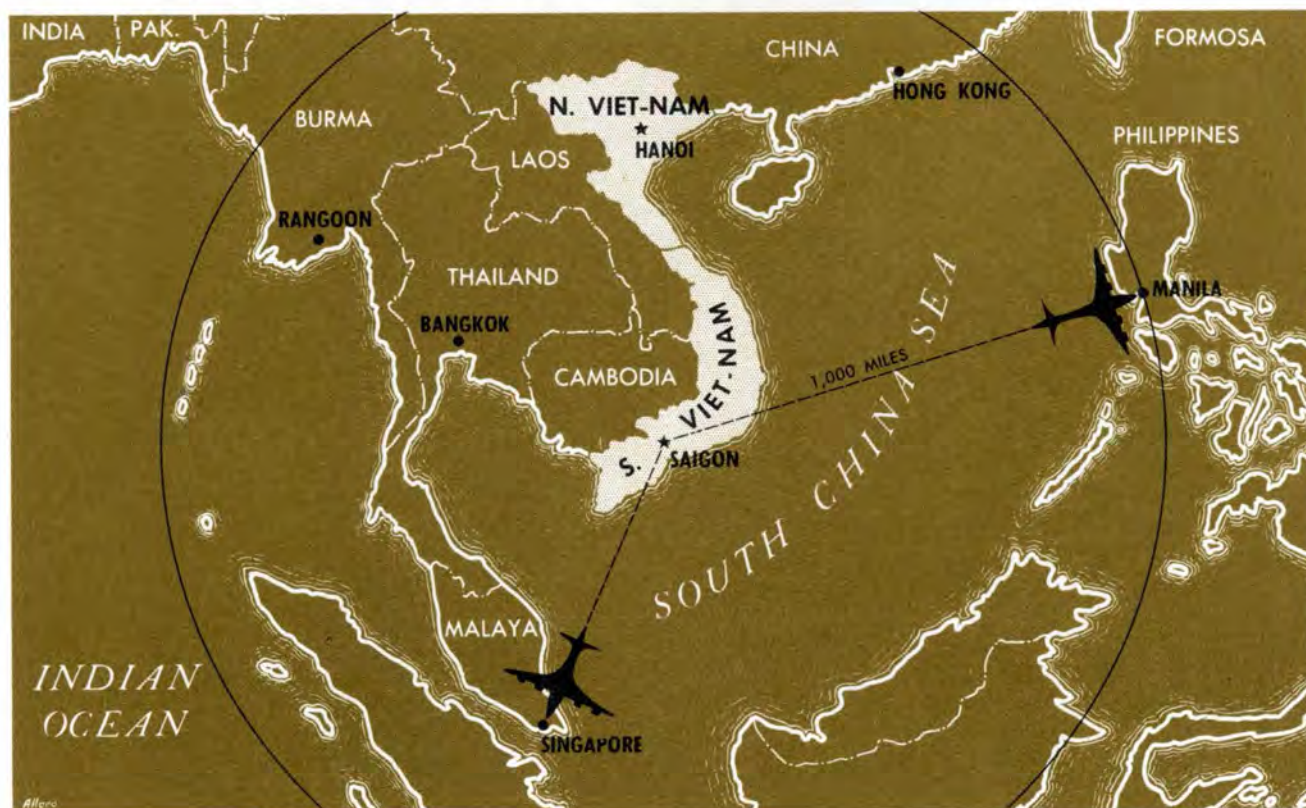 INDIA
PAK.
CHINA
FORMOSA
HONG KONG
N. VIET-NAM
BURMA
HANOI
PHILIPPINES
LAOS
RANGOON
THAILAND
MANILA
BANGKOK
1,000 MILES
CAMBODIA
S. VIET-NAM
SAIGON
SOUTH CHINA SEA
MALAYA
INDIAN
OCEAN
SINGAPORE